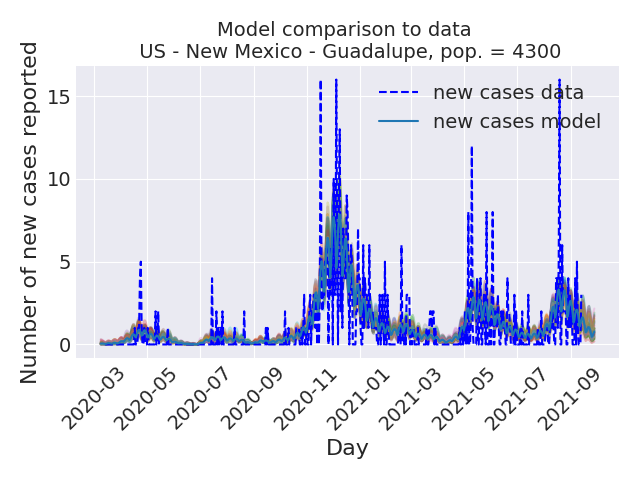 Model comparison to data
US - New Mexico - Guadalupe, pop. = 4300
Number of new cases reported
15
10
5
0
new cases data
new cases model
2020-03
2020-05
2020-07
2020-09
2020-11
2021-01
2021-03
2021-05
2021-07
2021-09
Day